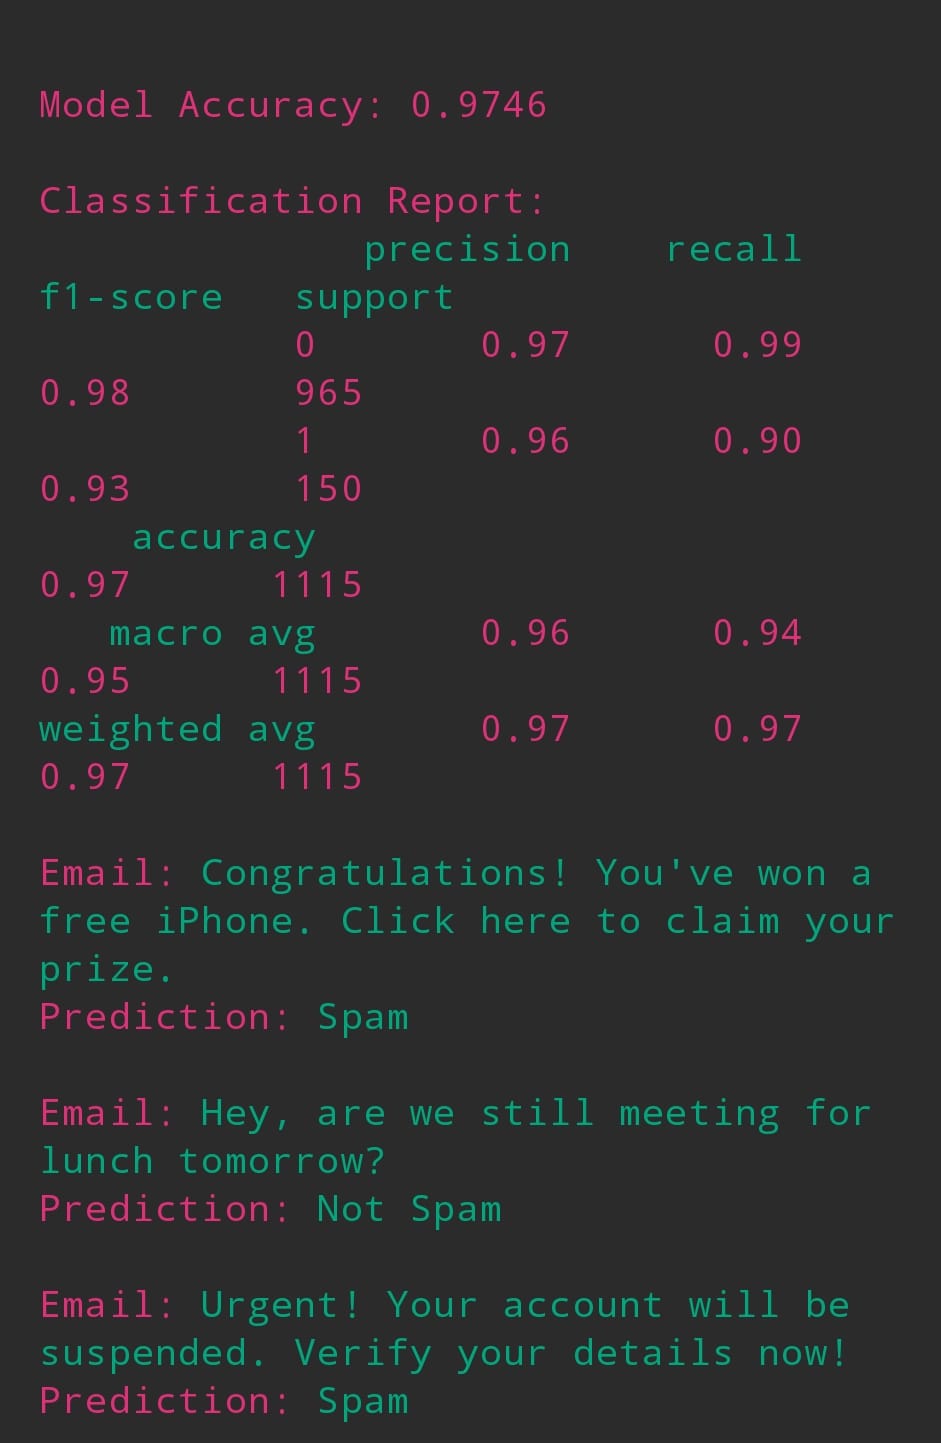 Model Accuracy: 0.9746
Classification Report:
precision recall
f1-score support
0 0.97 0.99
0.98 965
1 0.96 0.90
0.93 150
accuracy
0.97 1115
macro avg 0.96 0.94
0.95 1115
weighted avg 0.97 0.97
0.97 1115
Email: Congratulations! You've won a
free iPhone. Click here to claim your
prize.
Prediction: Spam
Email: Hey, are we still meeting for
lunch tomorrow?
Prediction: Not Spam
Email: Urgent! Your account will be
suspended. Verify your details now!
Prediction: Spam